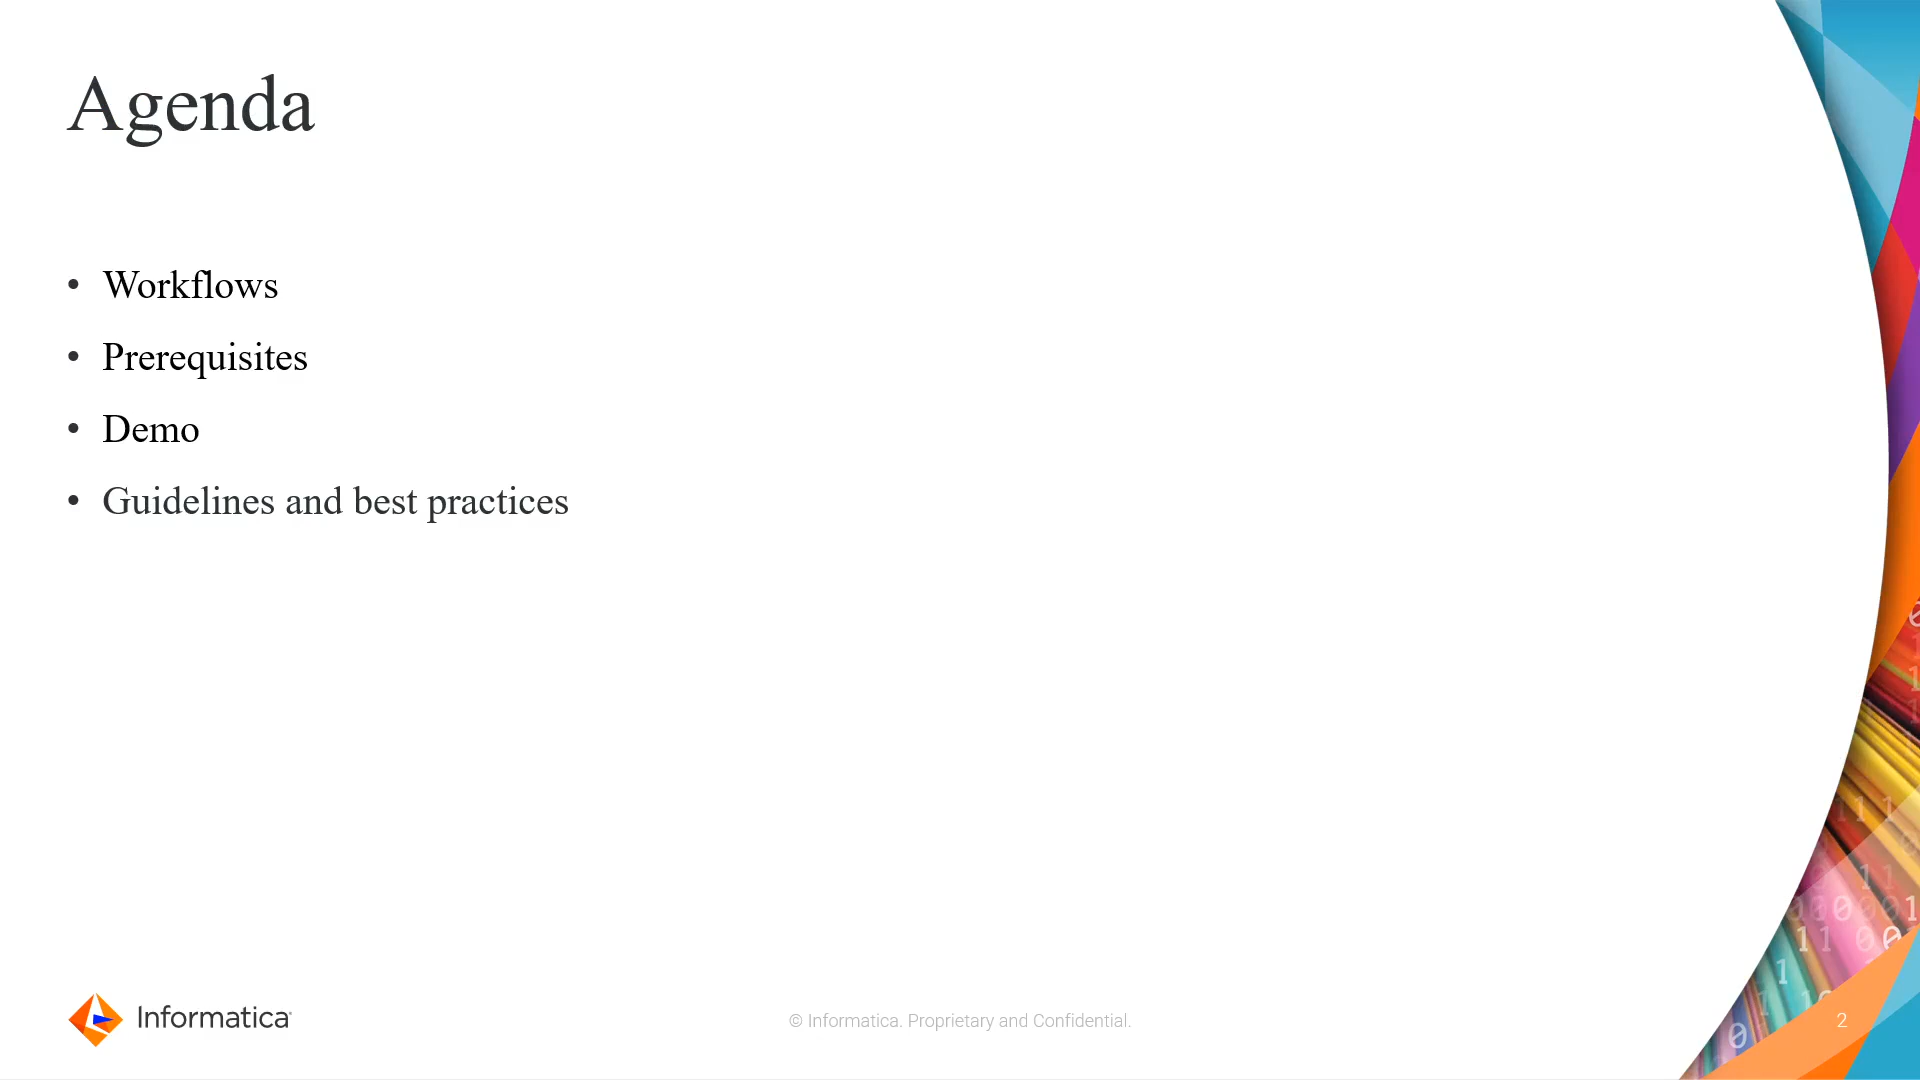 Agenda
• Workflows
• Prerequisites
• Demo
• Guidelines and best practices
Informatica
© Informatica. Proprietary and Confidential.
2